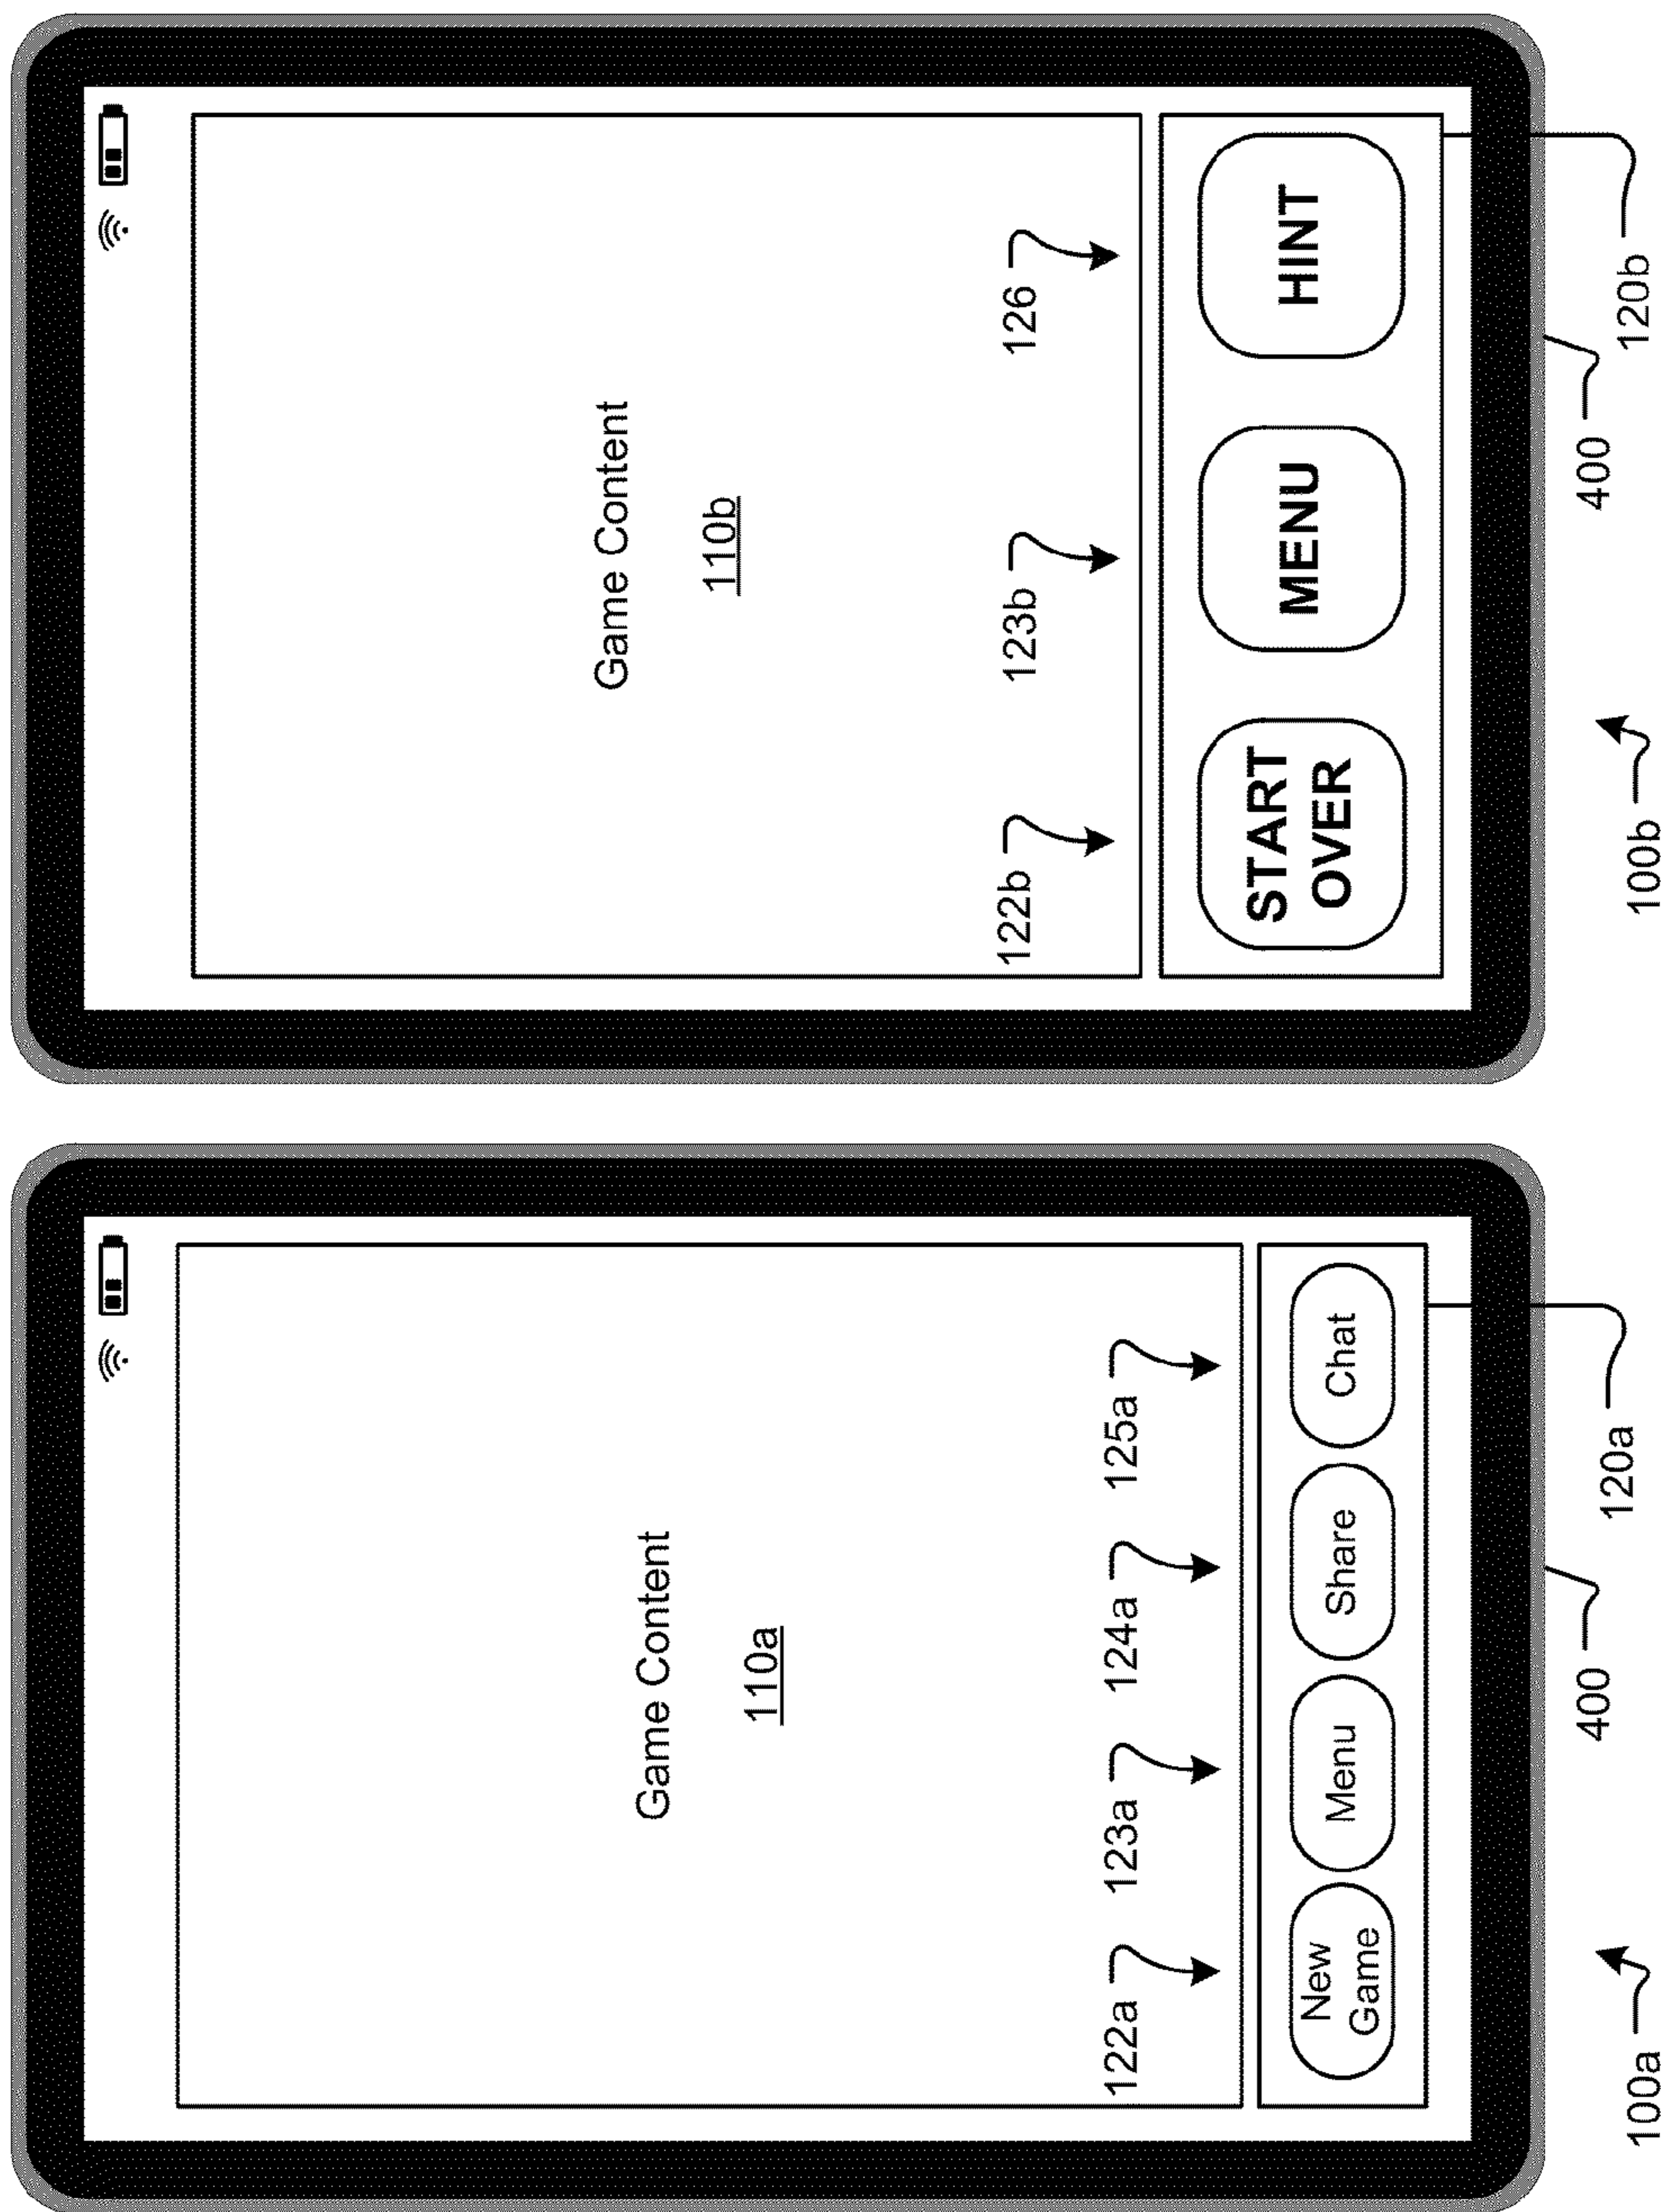 Game Content
110a
122a
123a
124a
125a
New
Game
Menu
Share
Chat
100a
400
120a
Game Content
110b
122b
123b
126
START
OVER
MENU
HINT
100b
400
120b